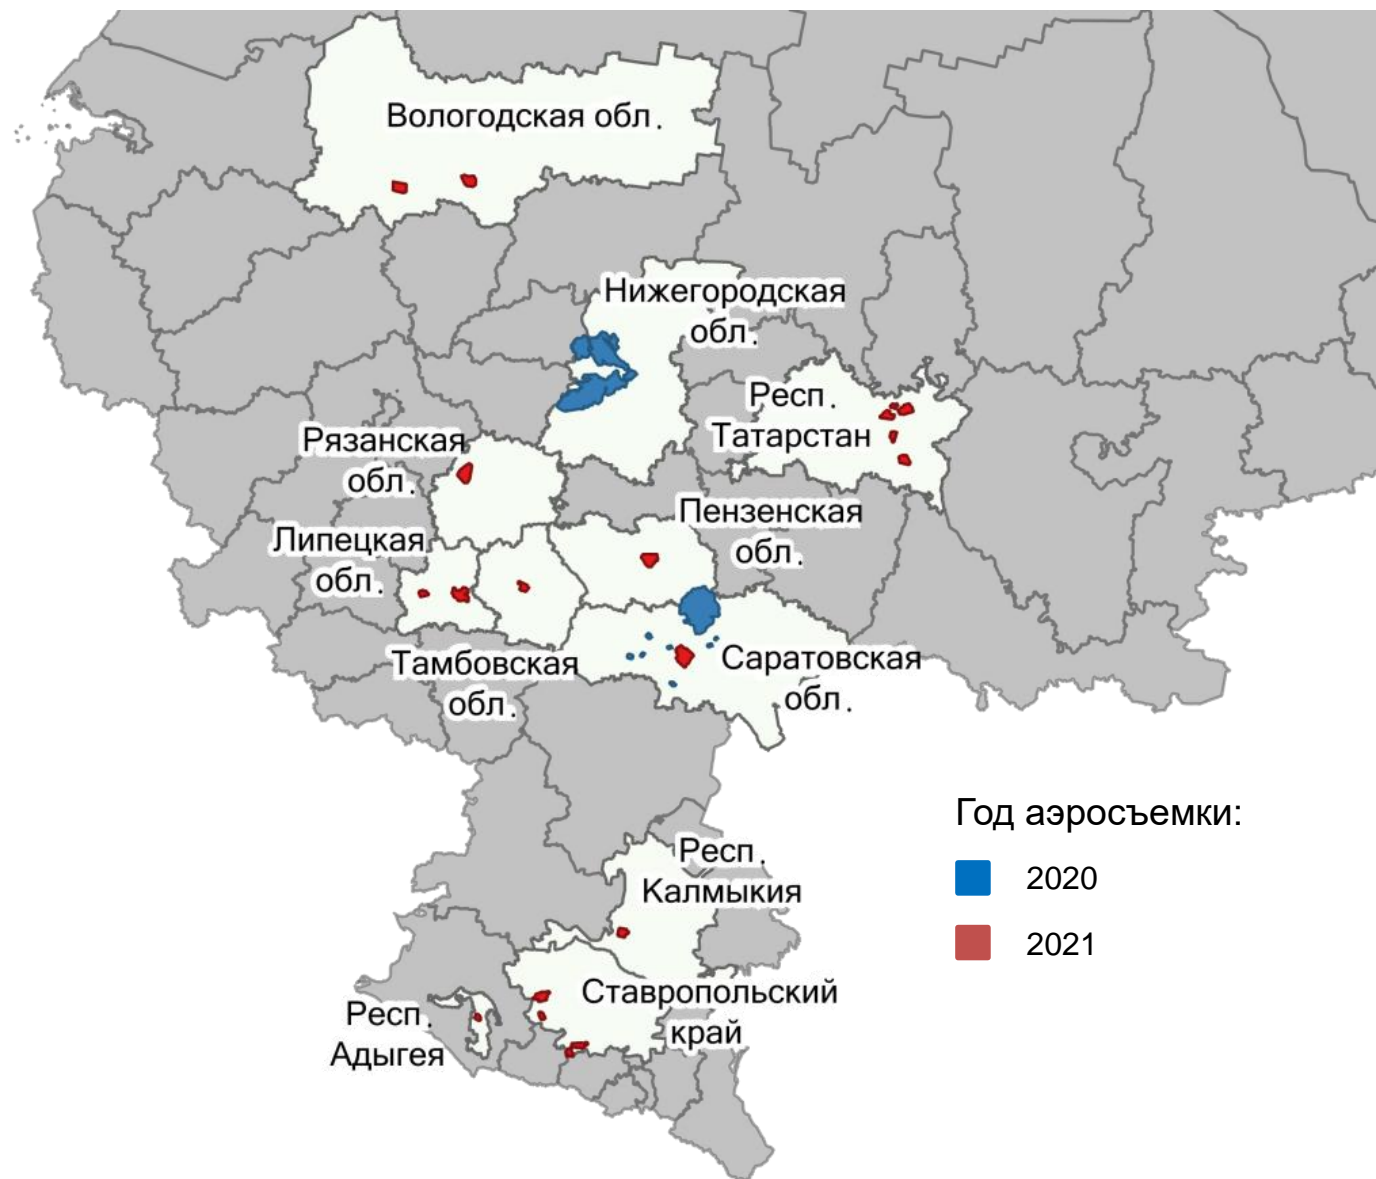 Вологодская обл.
Нижегородская
обл.
Респ.
Татарстан
Рязанская
обл.
Пензенская
обл.
Липецкая
обл.
Тамбовская
обл.
Саратовская
обл.
Год аэросъемки:
2020
2021
Респ.
Калмыкия
Ставропольский
край
Респ.
Адыгея